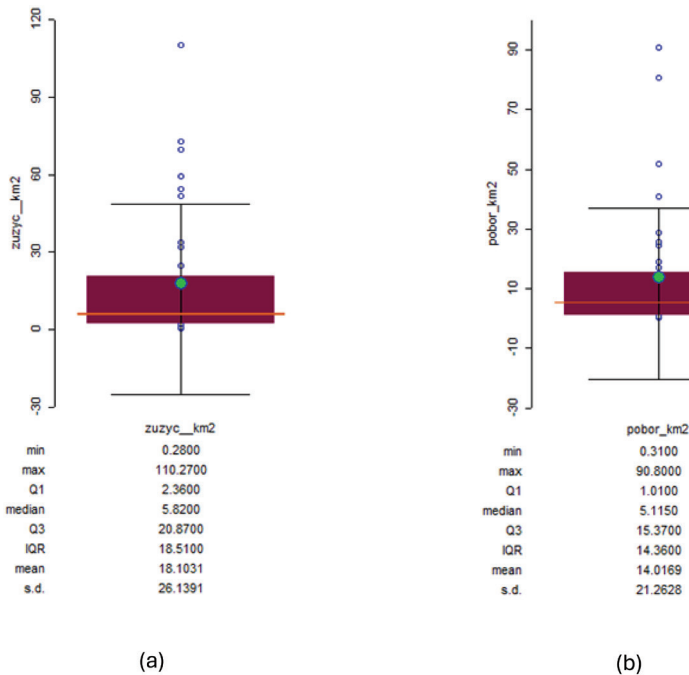 120
90
60
30
0
-30
zuzyc__km2
zuzyc__km2
min 0.2800
max 110.2700
Q1 2.3600
median 5.8200
Q3 20.8700
IQR 18.5100
mean 18.1031
s.d. 26.1391
(a)
90
70
50
30
10
-10
-30
pobor_km2
pobor_km2
min 0.3100
max 90.8000
Q1 1.0100
median 5.1150
Q3 15.3700
IQR 14.3600
mean 14.0169
s.d. 21.2628
(b)